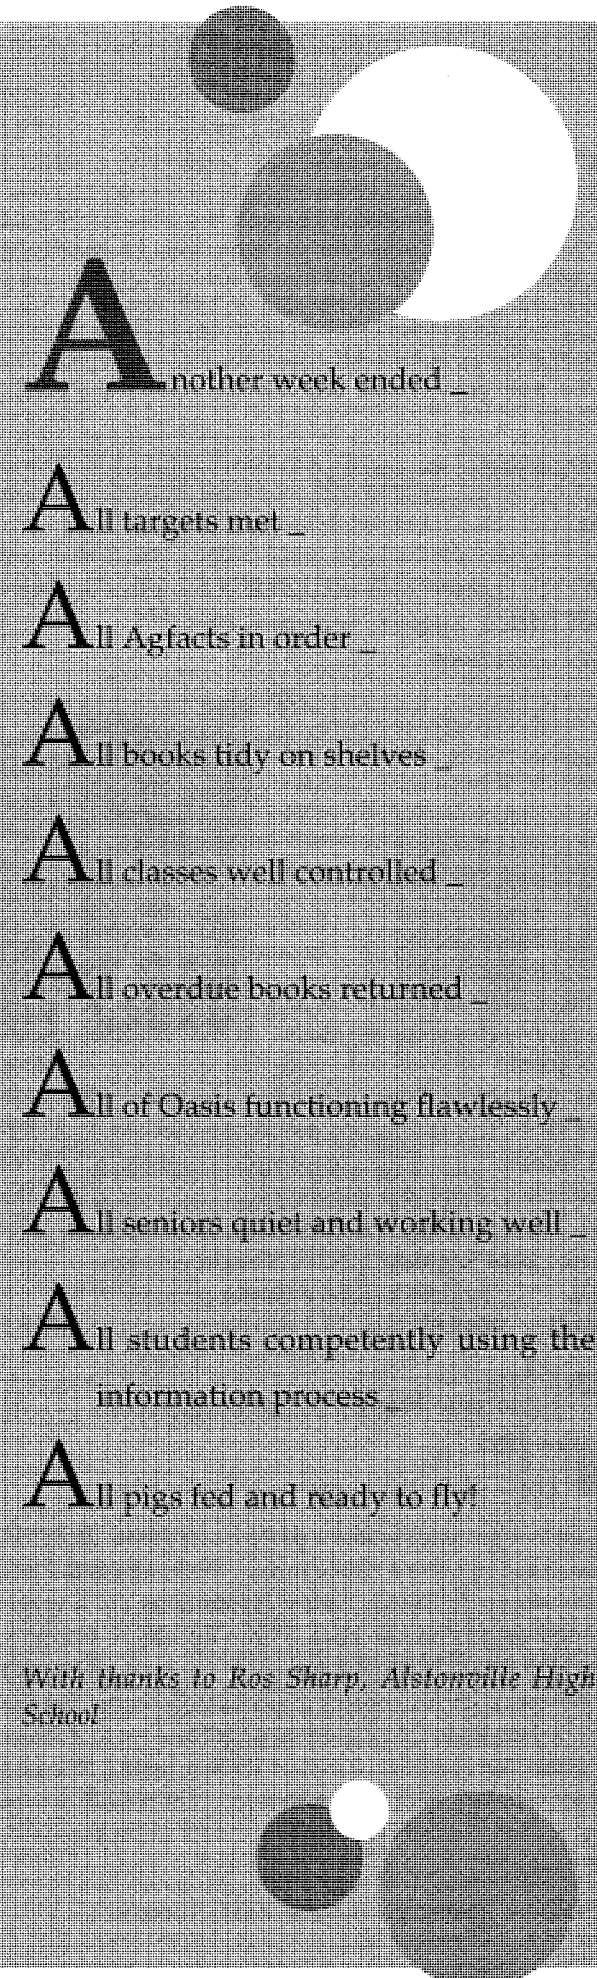 Another week ended _
All targets met _
All Agfacts in order _
All books tidy on shelves _
All classes well controlled _
All overdue books returned _
All of Oasis functioning flawlessly _
All seniors quiet and working well _
All students competently using the
information process _
All pigs fed and ready to fly!
With thanks to Ros Sharp, Alstonville High
School